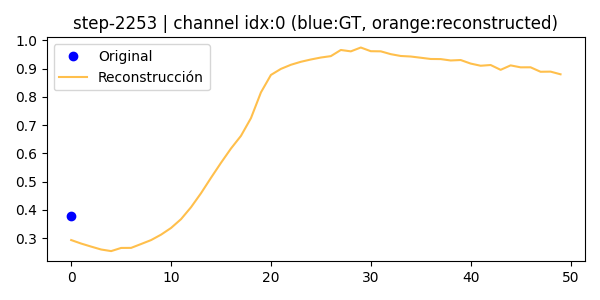 step-2253 | channel idx:0 (blue:GT, orange:reconstructed)
Original
Reconstrucción
1.0
0.9
0.8
0.7
0.6
0.5
0.4
0.3
0 10 20 30 40 50